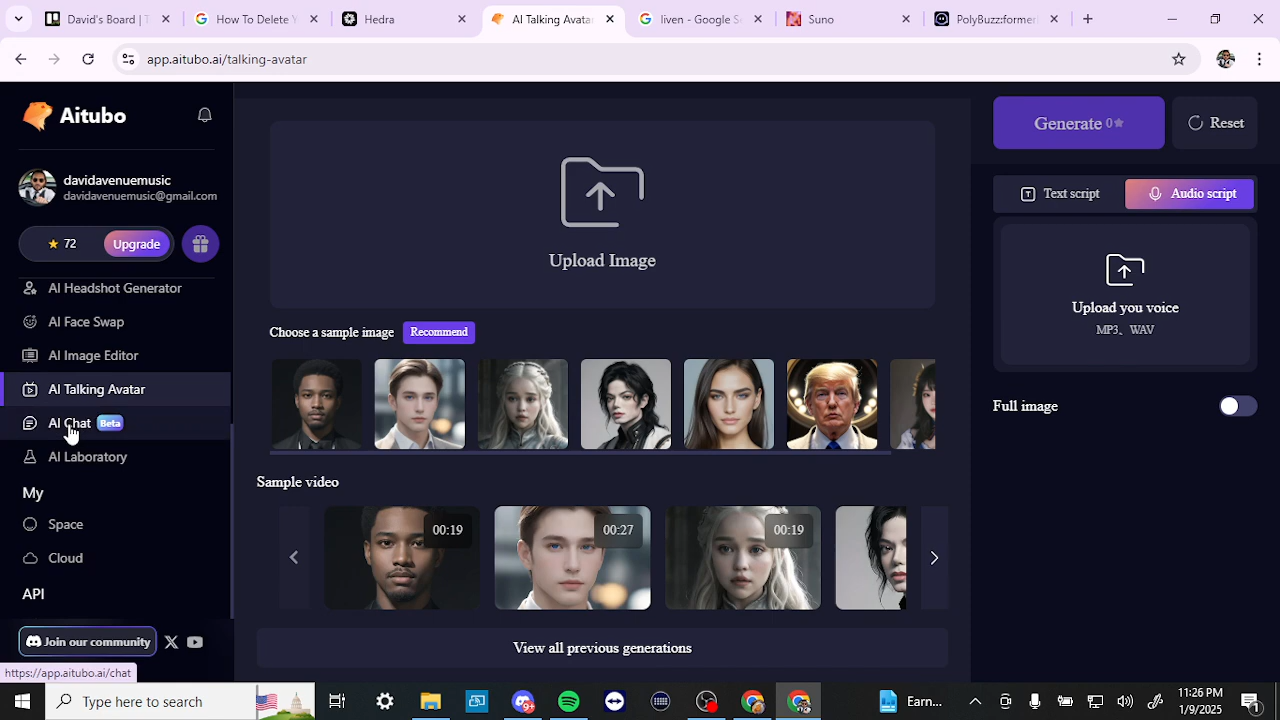 David's Board |
How To Delete Y
Hedra
AI Talking Avata
liven - Google S
Suno
PolyBuzz:former
app.aitubo.ai/talking-avatar
Aitubo
davidavenuemusic
davidavenuemusic@gmail.com
72
Upgrade
AI Headshot Generator
AI Face Swap
AI Image Editor
AI Talking Avatar
AI Chat Beta
AI Laboratory
My
Space
Cloud
API
Join our community
https://app.aitubo.ai/chat
Upload Image
Choose a sample image Recommend
Sample video
00:19
00:27
00:19
View all previous generations
Generate 0
Reset
Text script
Audio script
Upload you voice
MP3、WAV
Full image
Type here to search
Earn...
1:26 PM
1/9/2025
1